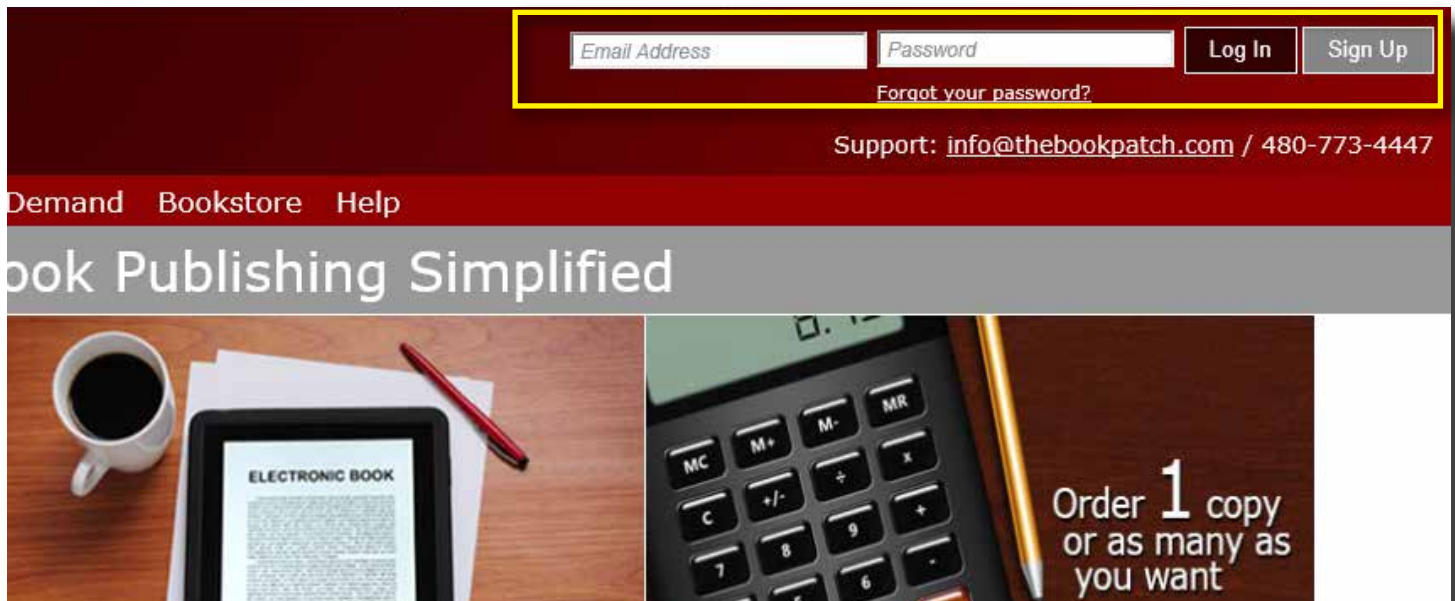 Email Address Password Log In Sign Up
Forgot your password?
Support: info@thebookpatch.com / 480-773-4447
Demand Bookstore Help
ook Publishing Simplified
ELECTRONIC BOOK
MC M+ M- MR
C +/- ÷ x
7 8 9 +
6 -
Order 1 copy
or as many as
you want